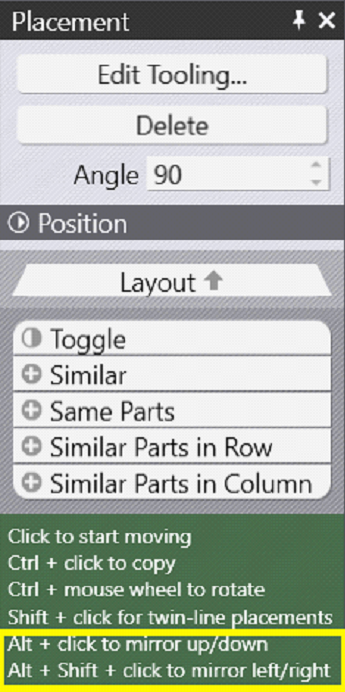 Placement
Edit Tooling...
Delete
Angle 90
Position
Layout
Toggle
Similar
Same Parts
Similar Parts in Row
Similar Parts in Column
Click to start moving
Ctrl + click to copy
Ctrl + mouse wheel to rotate
Shift + click for twin-line placements
Alt + click to mirror up/down
Alt + Shift + click to mirror left/right